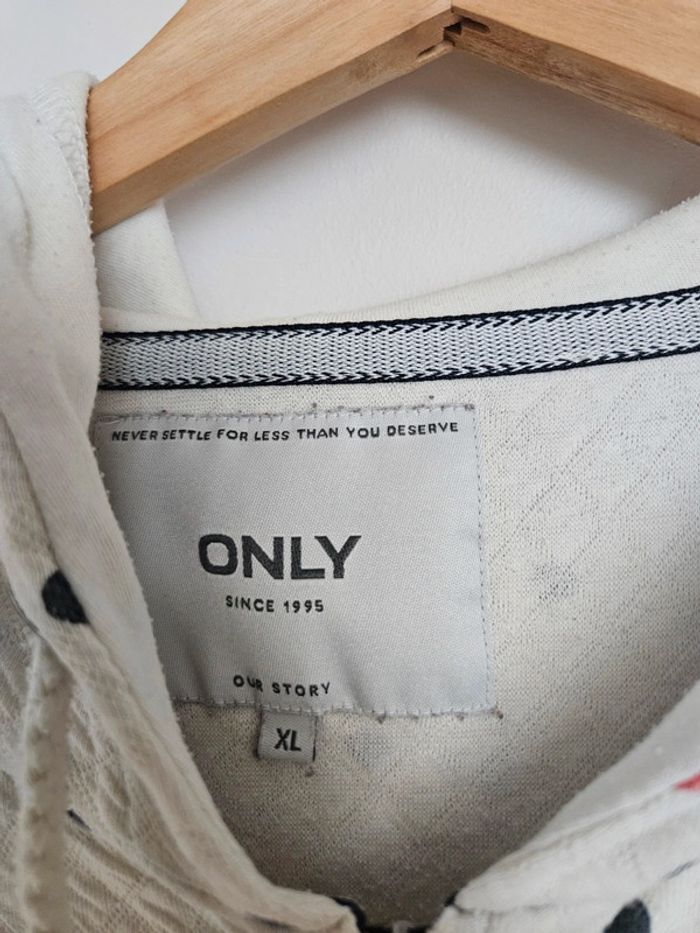 NEVER SETTLE FOR LESS THAN YOU DESERVE
ONLY
SINCE 1995
OUR STORY
XL